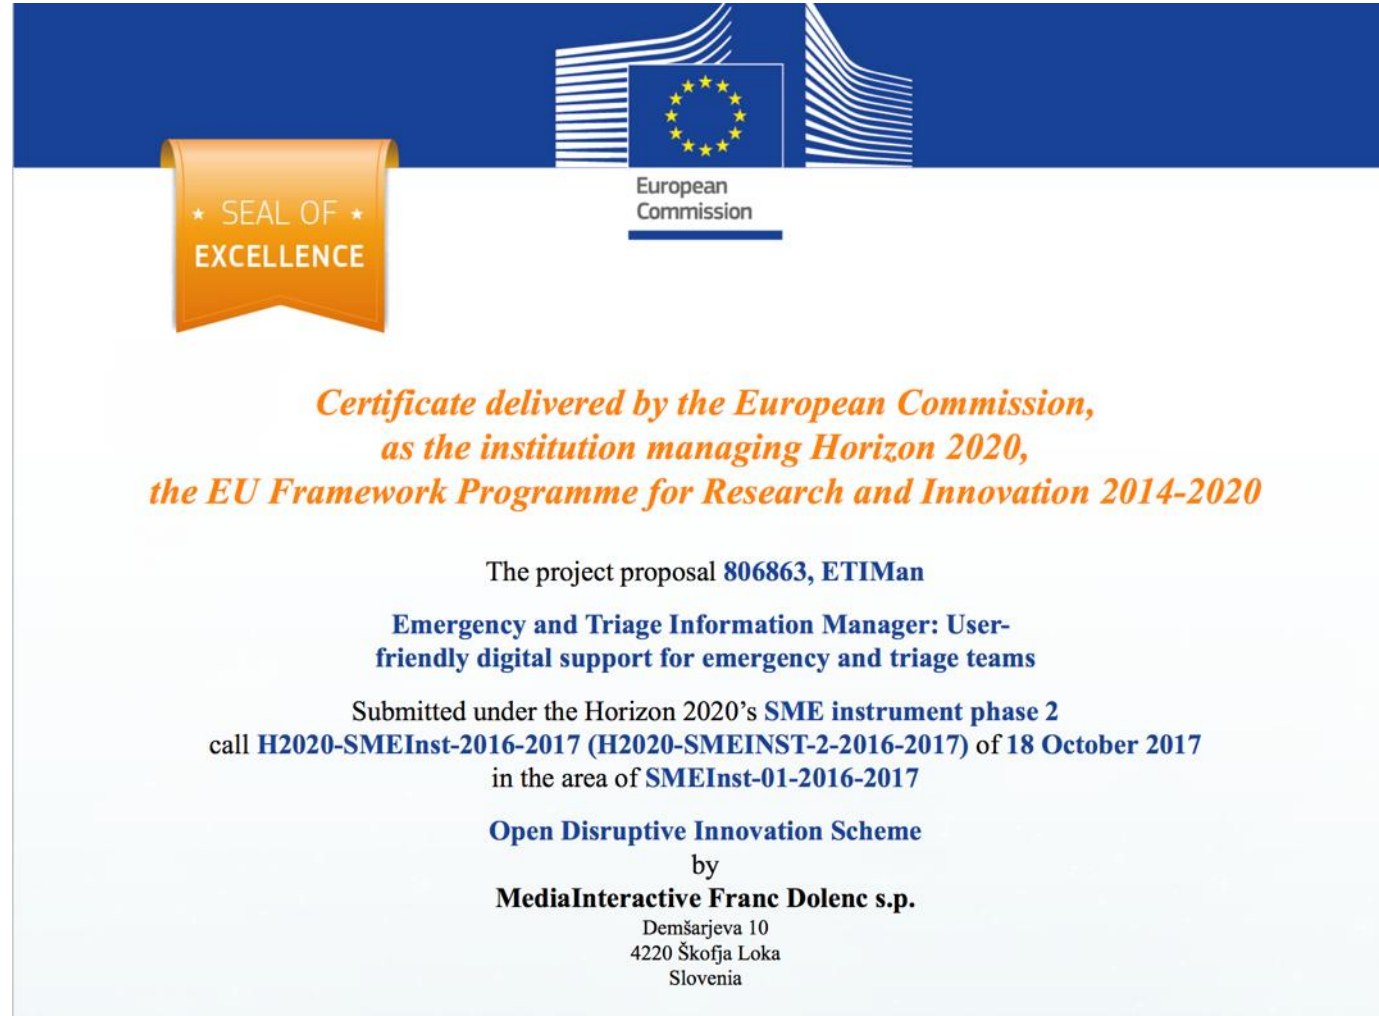 ★ SEAL OF ★
EXCELLENCE
European
Commission
Certificate delivered by the European Commission,
as the institution managing Horizon 2020,
the EU Framework Programme for Research and Innovation 2014-2020
The project proposal 806863, ETIMan
Emergency and Triage Information Manager: User-
friendly digital support for emergency and triage teams
Submitted under the Horizon 2020’s SME instrument phase 2
call H2020-SMEInst-2016-2017 (H2020-SMEINST-2-2016-2017) of 18 October 2017
in the area of SMEInst-01-2016-2017
Open Disruptive Innovation Scheme
by
MediaInteractive Franc Dolenc s.p.
Demšarjeva 10
4220 Škofja Loka
Slovenia